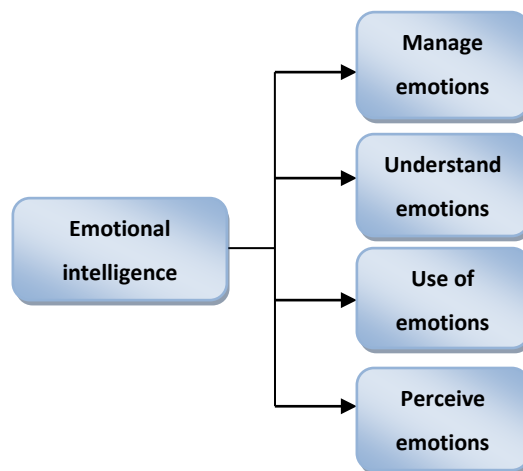 Manage
emotions
Understand
emotions
Emotional
intelligence
Use of
emotions
Perceive
emotions